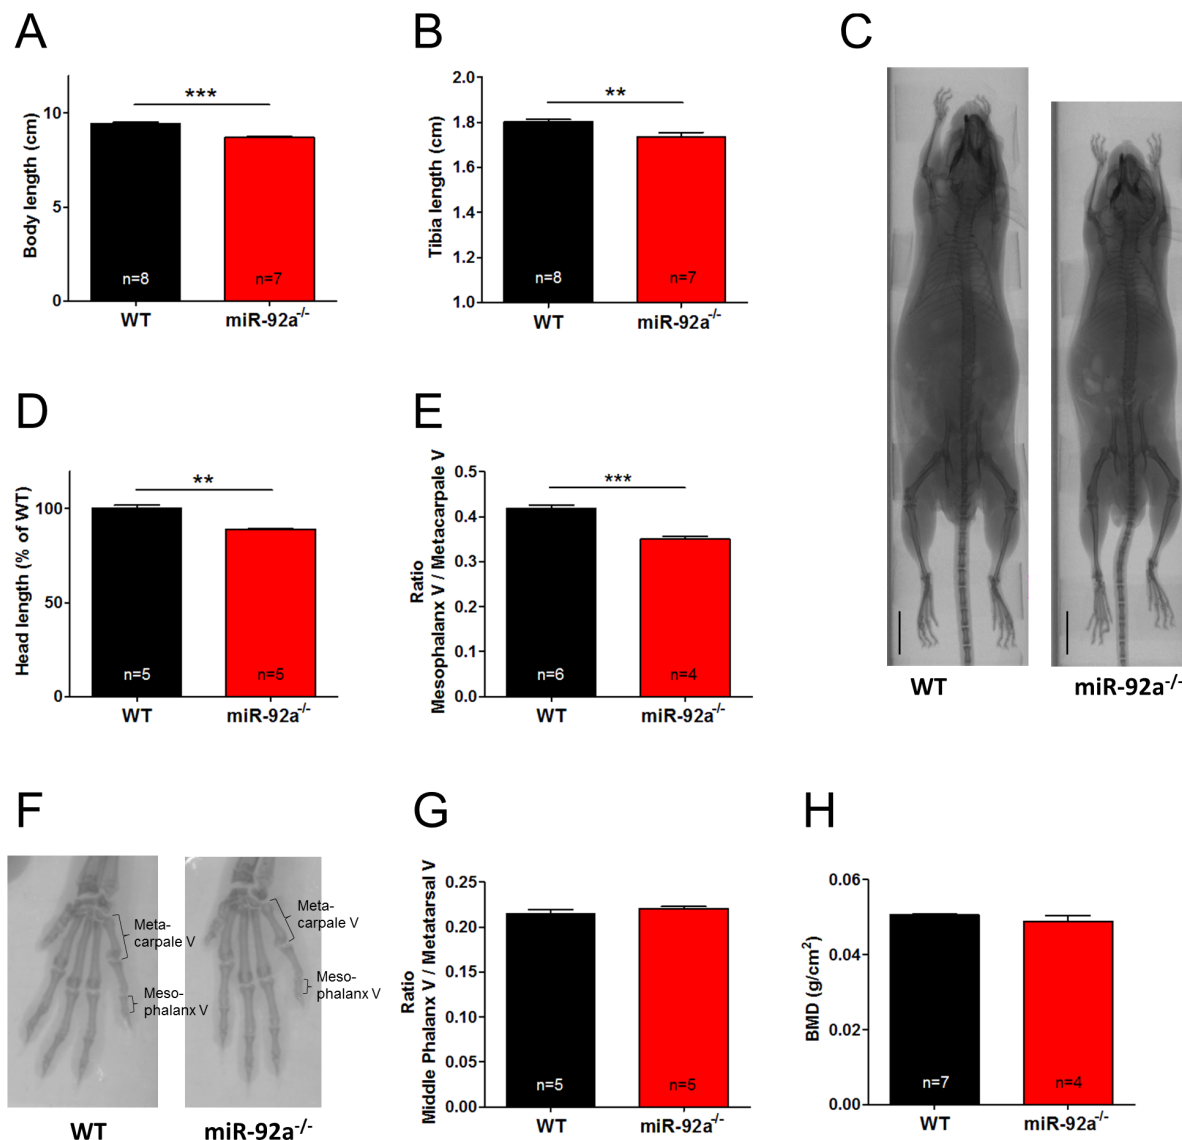 A
Body length (cm)
10
5
0
***
n=8
n=7
WT
miR-92a-/-
B
Tibia length (cm)
2.0
1.8
1.6
1.4
1.2
1.0
**
n=8
n=7
WT
miR-92a-/-
C
WT
miR-92a-/-
D
Head length (% of WT)
100
50
0
**
n=5
n=5
WT
miR-92a-/-
E
Ratio
Mesophalanx V / Metacarpale V
0.5
0.4
0.3
0.2
0.1
0.0
***
n=6
n=4
WT
miR-92a-/-
F
Meta-
carpale V
Meso-
phalanx V
Meta-
carpale V
Meso-
phalanx V
WT
miR-92a-/-
G
Ratio
Middle Phalanx V / Metatarsal V
0.25
0.20
0.15
0.10
0.05
0.00
n=5
n=5
WT
miR-92a-/-
H
BMD (g/cm2)
0.06
0.04
0.02
0.00
n=7
n=4
WT
miR-92a-/-